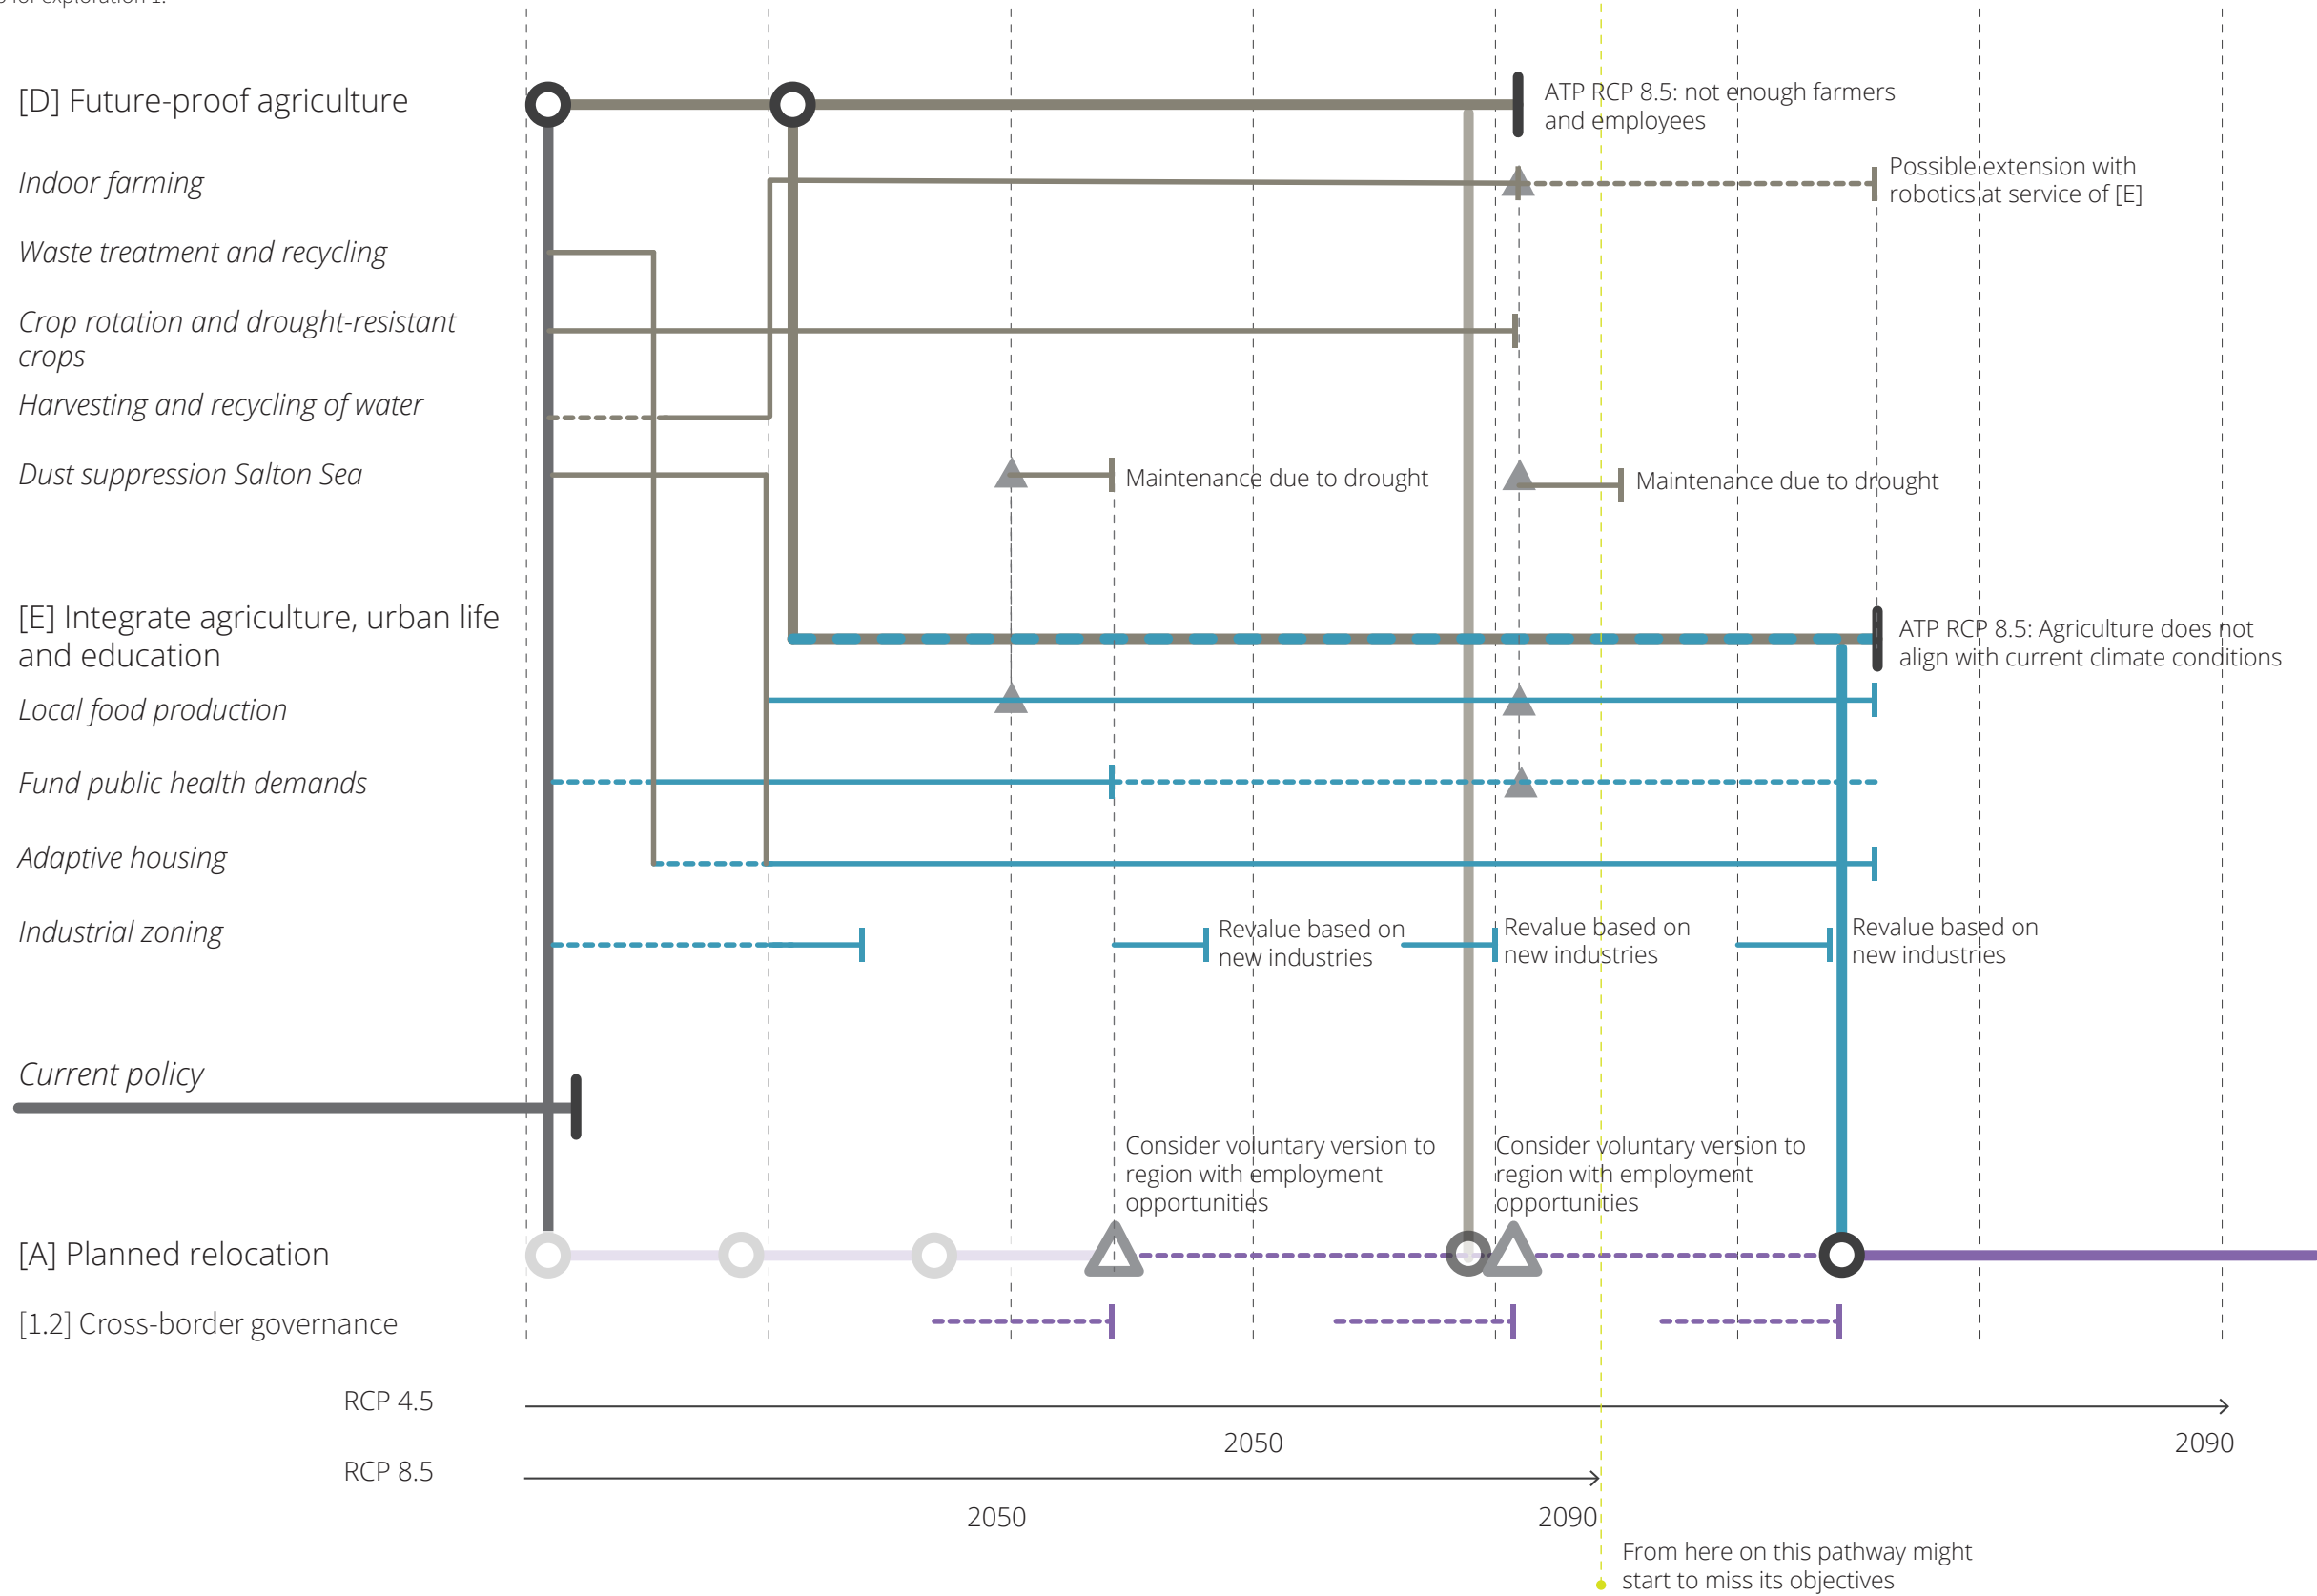 for exploration 1.
[D] Future-proof agriculture
ATP RCP 8.5: not enough farmers
and employees
Indoor farming
Possible extension with
robotics at service of [E]
Waste treatment and recycling
Crop rotation and drought-resistant
crops
Harvesting and recycling of water
Dust suppression Salton Sea
Maintenance due to drought
Maintenance due to drought
[E] Integrate agriculture, urban life
and education
ATP RCP 8.5: Agriculture does not
align with current climate conditions
Local food production
Fund public health demands
Adaptive housing
Industrial zoning
Revalue based on
new industries
Revalue based on
new industries
Revalue based on
new industries
Current policy
Consider voluntary version to
region with employment
opportunities
Consider voluntary version to
region with employment
opportunities
[A] Planned relocation
[1.2] Cross-border governance
RCP 4.5
2050
2090
RCP 8.5
2050
2090
From here on this pathway might
start to miss its objectives